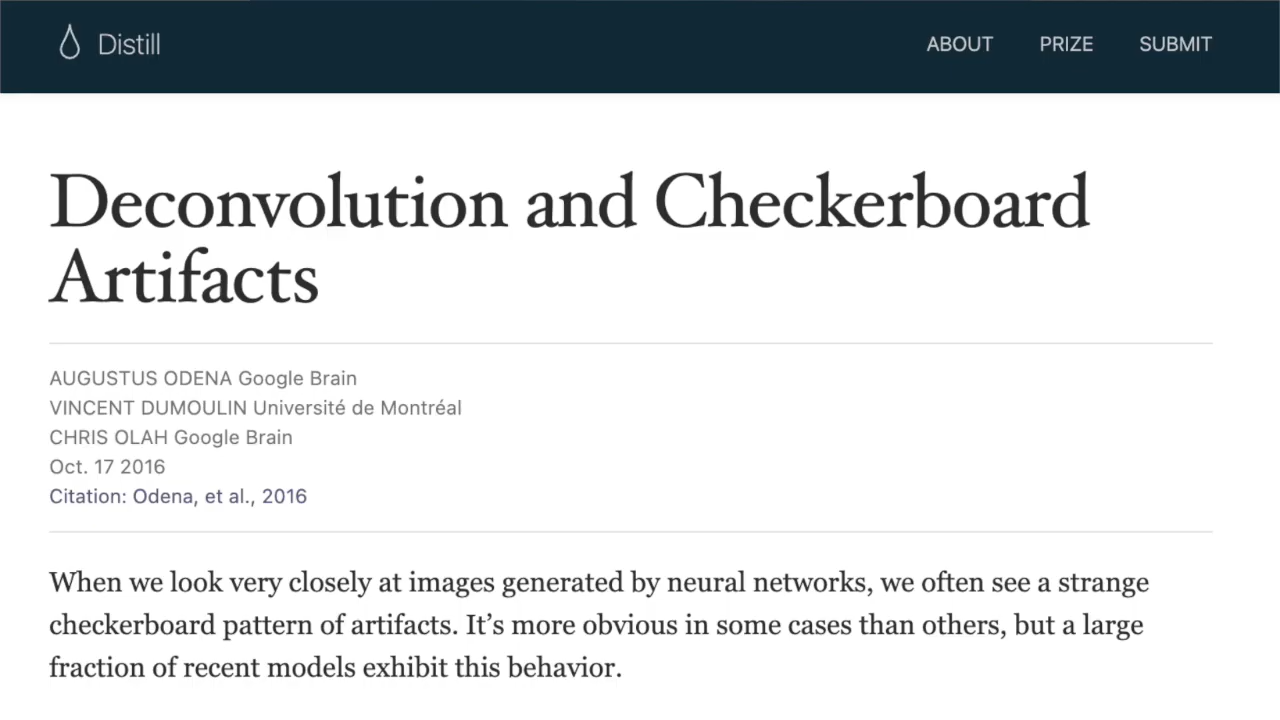 Distill
ABOUT PRIZE SUBMIT
Deconvolution and Checkerboard
Artifacts
AUGUSTUS ODENA Google Brain
VINCENT DUMOULIN Université de Montréal
CHRIS OLAH Google Brain
Oct. 17 2016
Citation: Odena, et al., 2016
When we look very closely at images generated by neural networks, we often see a strange
checkerboard pattern of artifacts. It’s more obvious in some cases than others, but a large
fraction of recent models exhibit this behavior.